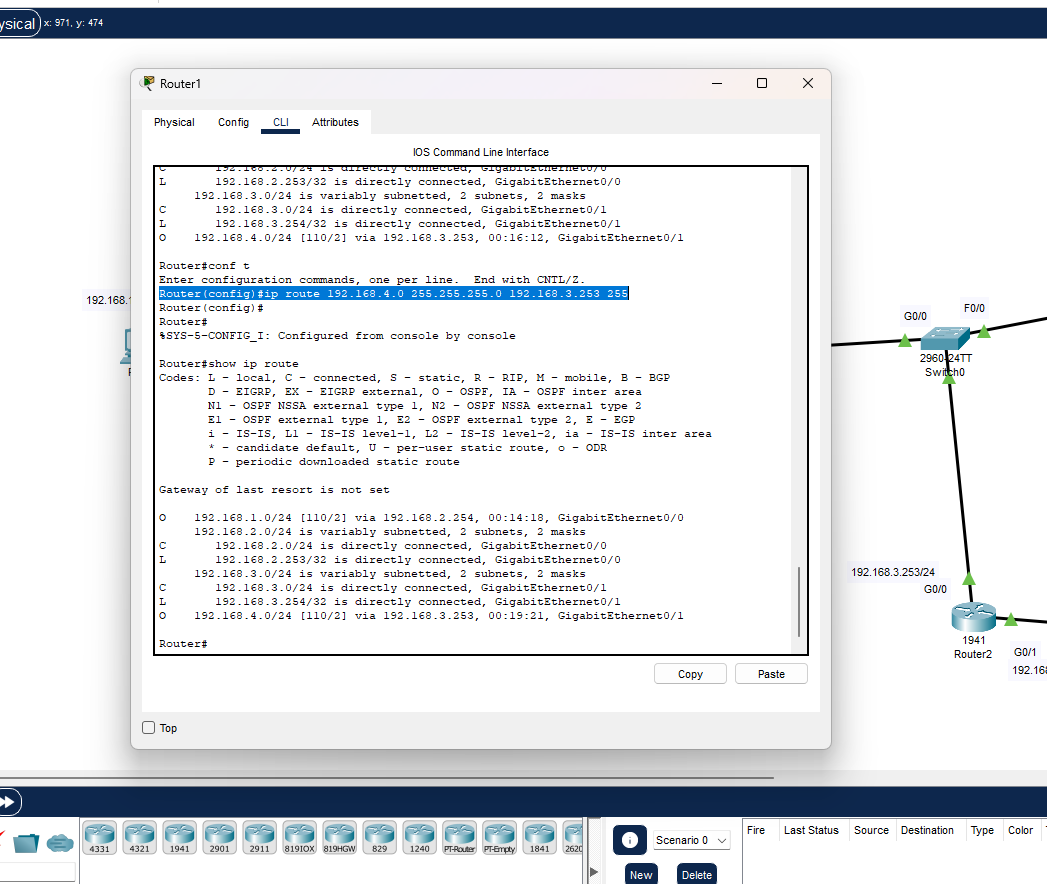 x: 971, y: 474
Router1
Physical Config CLI Attributes
IOS Command Line Interface
L 192.168.2.253/32 is directly connected, GigabitEthernet0/0
192.168.3.0/24 is variably subnetted, 2 subnets, 2 masks
C 192.168.3.0/24 is directly connected, GigabitEthernet0/1
L 192.168.3.254/32 is directly connected, GigabitEthernet0/1
O 192.168.4.0/24 [110/2] via 192.168.3.253, 00:16:12, GigabitEthernet0/1
Router#conf t
Enter configuration commands, one per line. End with CNTL/Z.
Router(config)#ip route 192.168.4.0 255.255.255.0 192.168.3.253 255
Router(config)#
Router#
%SYS-5-CONFIG_I: Configured from console by console
Router#show ip route
Codes: L - local, C - connected, S - static, R - RIP, M - mobile, B - BGP
D - EIGRP, EX - EIGRP external, O - OSPF, IA - OSPF inter area
N1 - OSPF NSSA external type 1, N2 - OSPF NSSA external type 2
E1 - OSPF external type 1, E2 - OSPF external type 2, E - EGP
i - IS-IS, L1 - IS-IS level-1, L2 - IS-IS level-2, ia - IS-IS inter area
* - candidate default, U - per-user static route, o - ODR
P - periodic downloaded static route
Gateway of last resort is not set
O 192.168.1.0/24 [110/2] via 192.168.2.254, 00:14:18, GigabitEthernet0/0
192.168.2.0/24 is variably subnetted, 2 subnets, 2 masks
C 192.168.2.0/24 is directly connected, GigabitEthernet0/0
L 192.168.2.253/32 is directly connected, GigabitEthernet0/0
192.168.3.0/24 is variably subnetted, 2 subnets, 2 masks
C 192.168.3.0/24 is directly connected, GigabitEthernet0/1
L 192.168.3.254/32 is directly connected, GigabitEthernet0/1
O 192.168.4.0/24 [110/2] via 192.168.3.253, 00:19:21, GigabitEthernet0/1
Router#
Copy Paste
Top
192.168.
G0/0 F0/0
2960-24TT
Switch0
192.168.3.253/24
G0/0
1941
Router2
G0/1
4331 4321 1941 2901 2911 819IOX 819HGW 829 1240 PT-Router PT-Empty 1841
Scenario 0
New Delete
Fire Last Status Source Destination Type Color